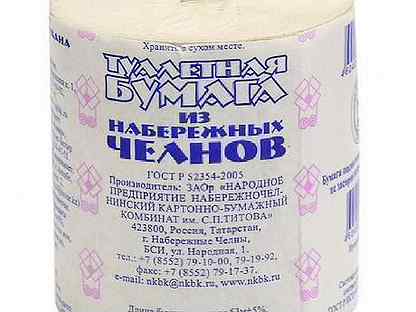 Хранить в сухом месте.
ТУАЛЕТНАЯ
БУМАГА
ИЗ
НАБЕРЕЖНЫХ
ЧЕЛНОВ
ГОСТ Р 52354-2005
Производитель: ЗАОр «НАРОДНОЕ
ПРЕДПРИЯТИЕ НАБЕРЕЖНОЧЕЛ-
НИНСКИЙ КАРТОННО-БУМАЖНЫЙ
КОМБИНАТ им. С.П.ТИТОВА»
423800, Россия, Татарстан,
г. Набережные Челны,
БСИ, ул. Народная, 1.
тел.: +7 (8552) 79-10-00, 79-19-92,
факс: +7 (8552) 79-17-37.
e-mail: nkbk@nkbk.ru, www.nkbk.ru
Бумага